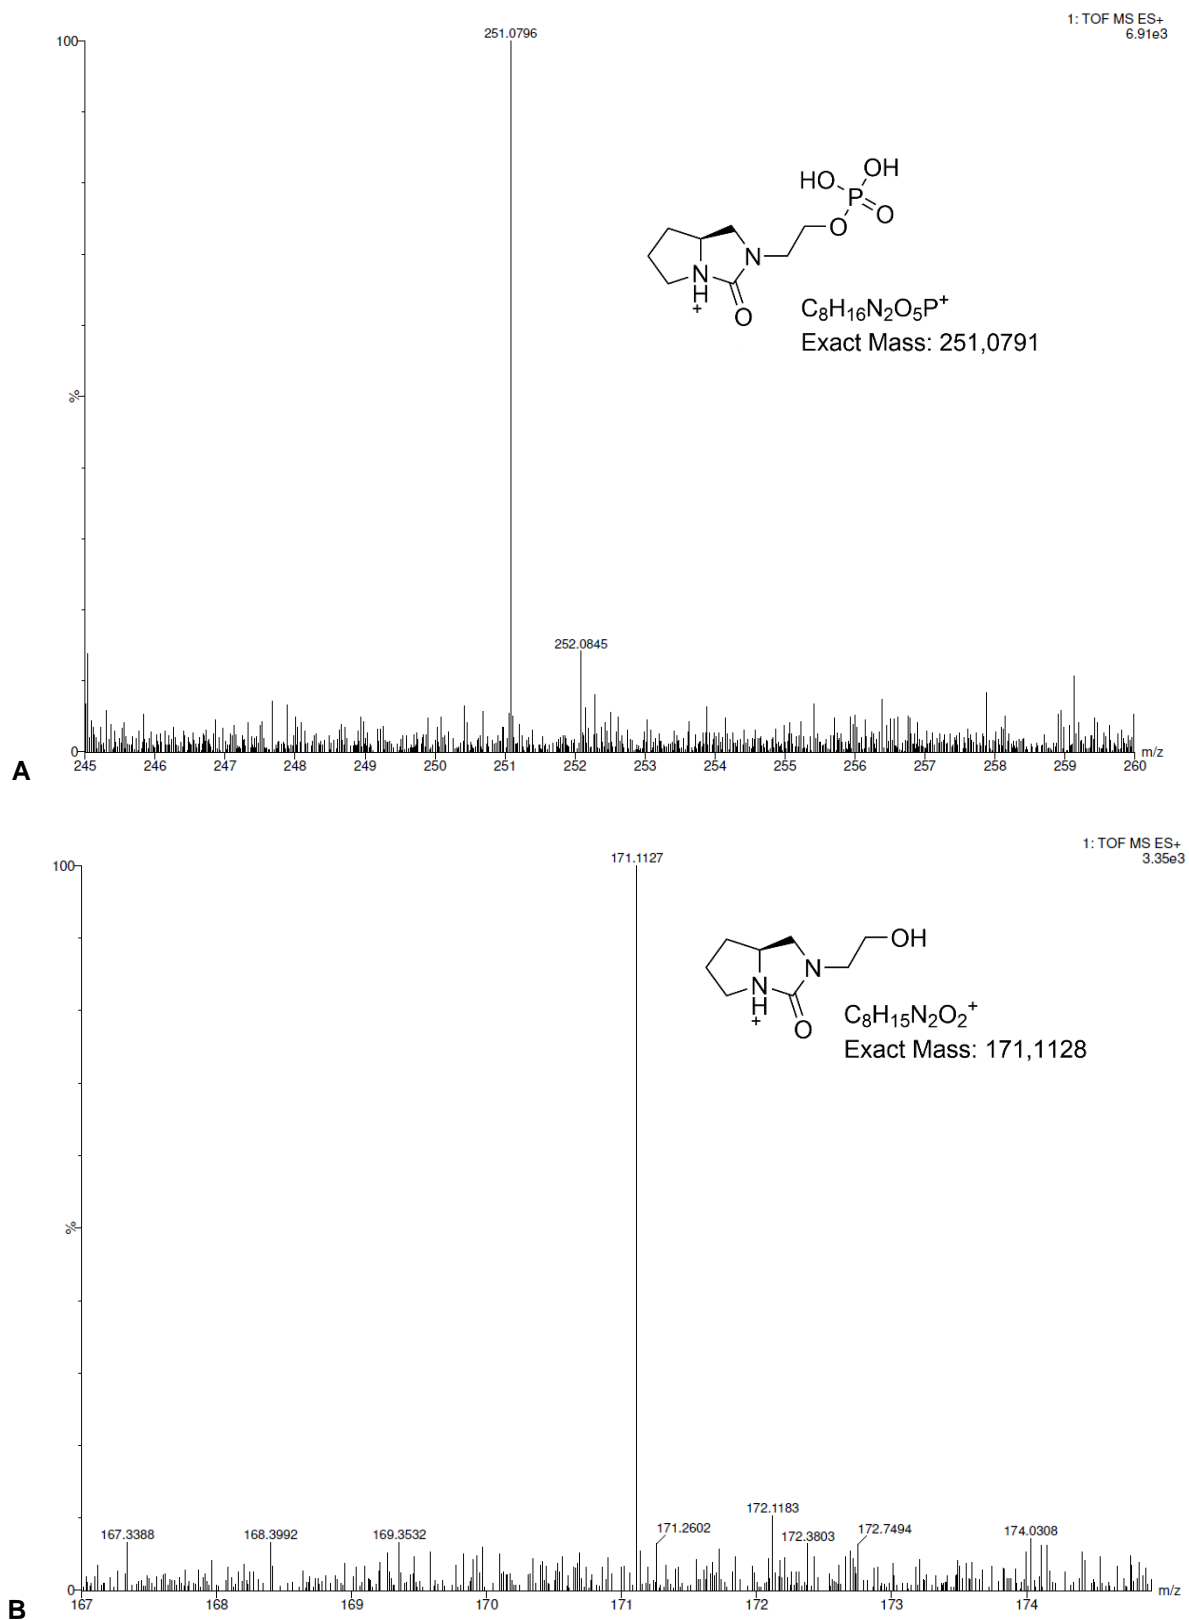 1: TOF MS ES+
6.91e3
100
251.0796
HO
OH
P
O
O
N
N
H
+
O
C8H16N2O5P+
Exact Mass: 251,0791
%
252.0845
0
245 246 247 248 249 250 251 252 253 254 255 256 257 258 259 260
m/z
A
1: TOF MS ES+
3.35e3
100
171.1127
OH
N
N
H
+
O
C8H15N2O2+
Exact Mass: 171,1128
%
167.3388
168.3992
169.3532
171.2602
172.1183
172.3803
172.7494
174.0308
0
167 168 169 170 171 172 173 174
m/z
B